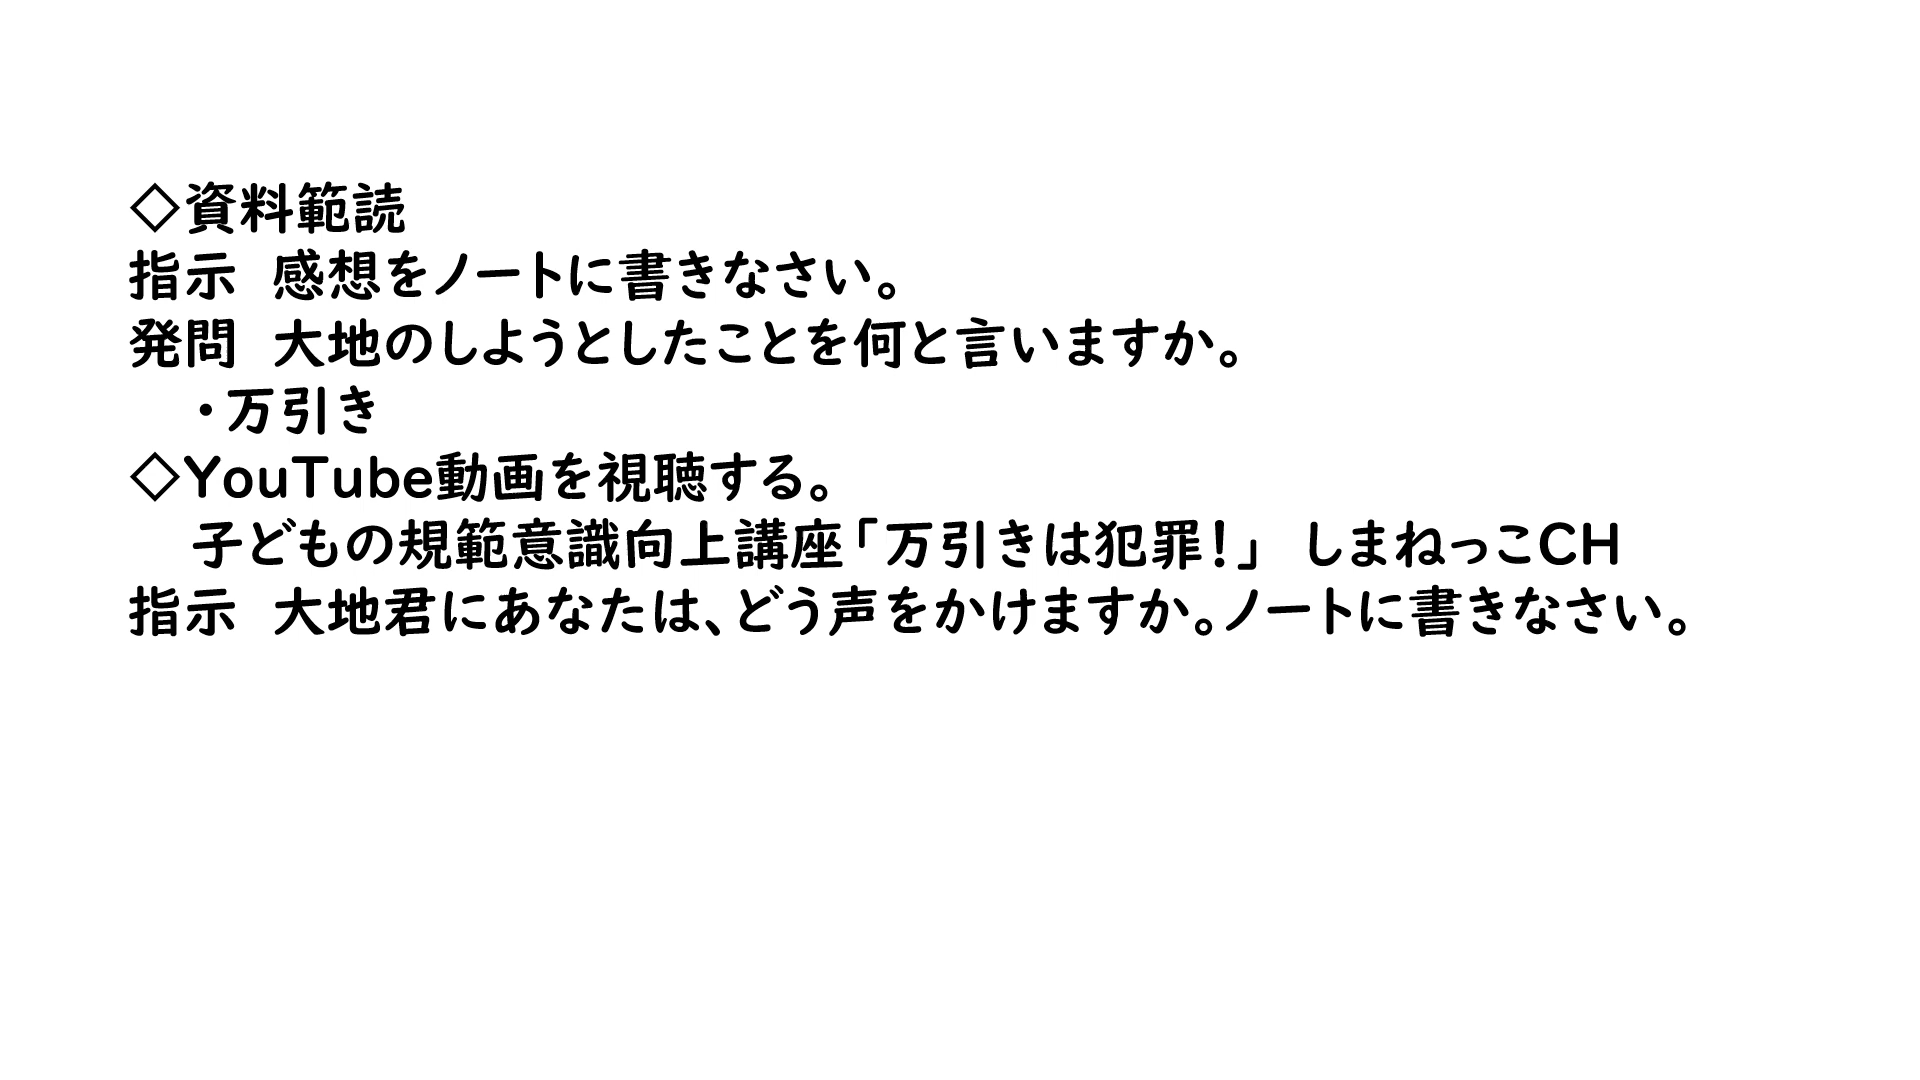 ◇資料範読
指示　感想をノートに書きなさい。
発問　大地のしようとしたことを何と言いますか。
・万引き
◇YouTube動画を視聴する。
子どもの規範意識向上講座「万引きは犯罪！」　しまねっこCH
指示　大地君にあなたは、どう声をかけますか。ノートに書きなさい。